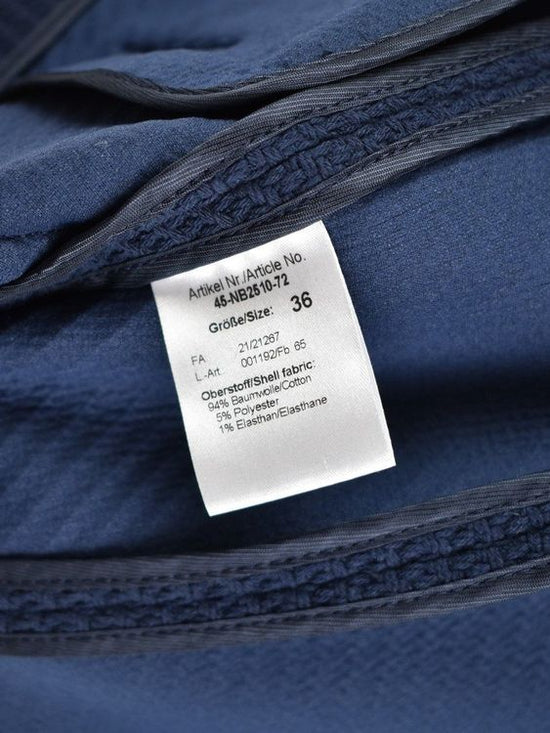 Artikel Nr./Article No.
45-NB2510-72
Größe/Size: 36
FA 21/21267
L.-Art. 001192/Fb 65
Oberstoff/Shell fabric:
94% Baumwolle/Cotton
5% Polyester
1% Elasthan/Elasthane